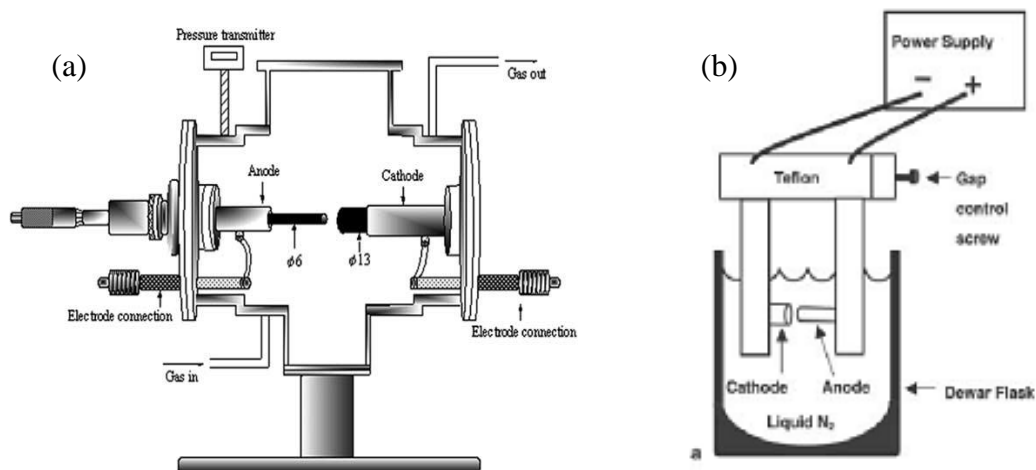 (a)
Pressure transmitter
Gas out
Anode
Cathode
ϕ6
ϕ13
Electrode connection
Electrode connection
Gas in
(b)
Power Supply
− +
Teflon
Gap
control
screw
Cathode
Anode
Dewar Flask
Liquid N₂
a